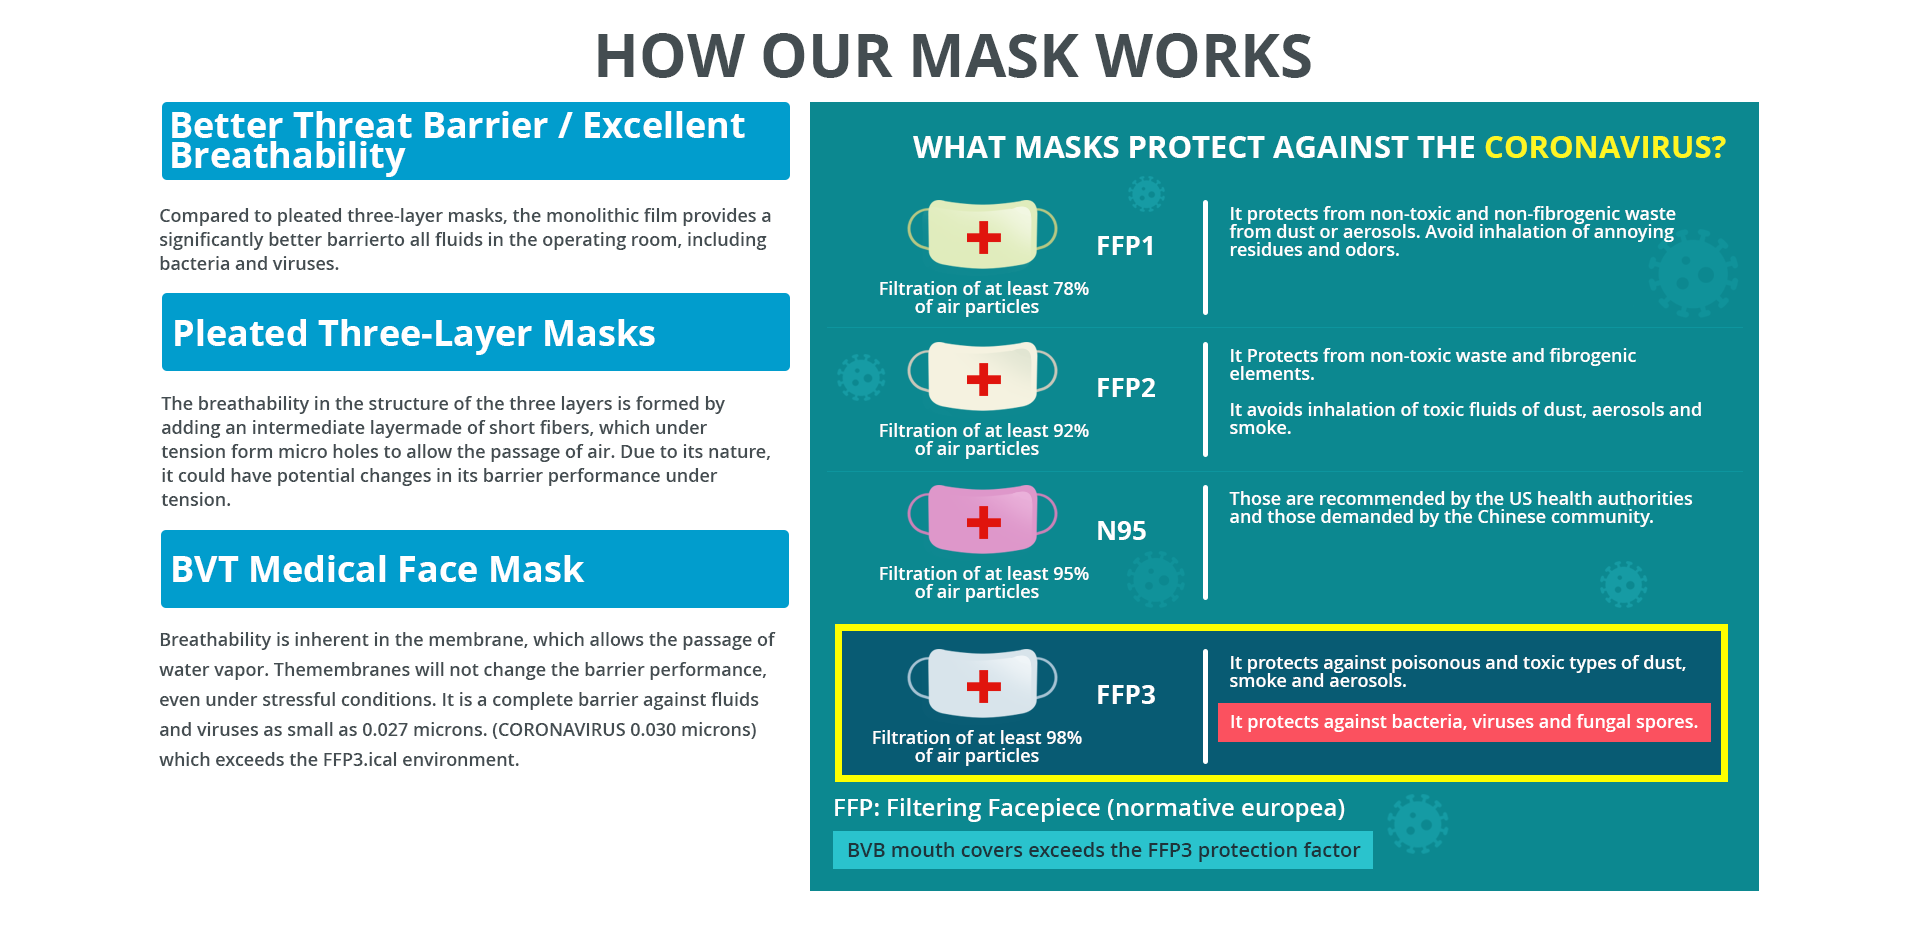 HOW OUR MASK WORKS
Better Threat Barrier / Excellent
Breathability
Compared to pleated three-layer masks, the monolithic film provides a
significantly better barrierto all fluids in the operating room, including
bacteria and viruses.
Pleated Three-Layer Masks
The breathability in the structure of the three layers is formed by
adding an intermediate layermade of short fibers, which under
tension form micro holes to allow the passage of air. Due to its nature,
it could have potential changes in its barrier performance under
tension.
BVT Medical Face Mask
Breathability is inherent in the membrane, which allows the passage of
water vapor. Themembranes will not change the barrier performance,
even under stressful conditions. It is a complete barrier against fluids
and viruses as small as 0.027 microns. (CORONAVIRUS 0.030 microns)
which exceeds the FFP3.ical environment.
WHAT MASKS PROTECT AGAINST THE CORONAVIRUS?
FFP1
Filtration of at least 78%
of air particles
It protects from non-toxic and non-fibrogenic waste
from dust or aerosols. Avoid inhalation of annoying
residues and odors.
FFP2
Filtration of at least 92%
of air particles
It Protects from non-toxic waste and fibrogenic
elements.
It avoids inhalation of toxic fluids of dust, aerosols and
smoke.
N95
Filtration of at least 95%
of air particles
Those are recommended by the US health authorities
and those demanded by the Chinese community.
FFP3
Filtration of at least 98%
of air particles
It protects against poisonous and toxic types of dust,
smoke and aerosols.
It protects against bacteria, viruses and fungal spores.
FFP: Filtering Facepiece (normative europea)
BVB mouth covers exceeds the FFP3 protection factor